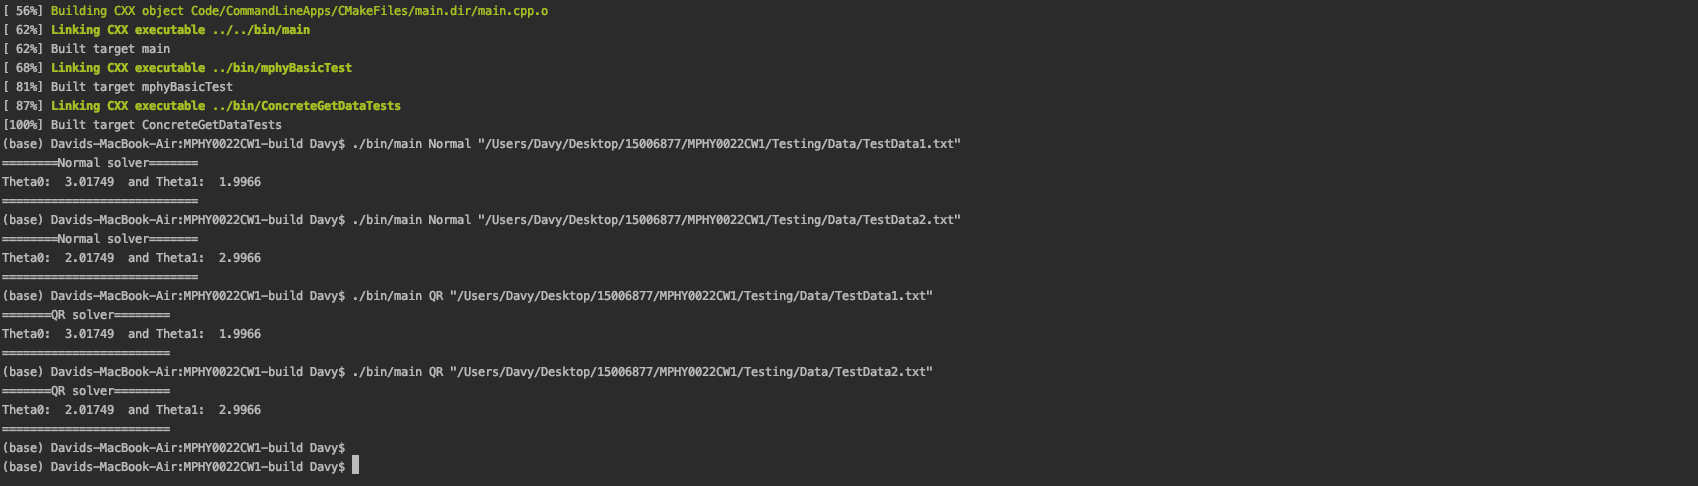 [ 56%] Building CXX object Code/CommandLineApps/CMakeFiles/main.dir/main.cpp.o
[ 62%] Linking CXX executable ../../bin/main
[ 62%] Built target main
[ 68%] Linking CXX executable ../bin/mphyBasicTest
[ 81%] Built target mphyBasicTest
[ 87%] Linking CXX executable ../bin/ConcreteGetDataTests
[100%] Built target ConcreteGetDataTests
(base) Davids-MacBook-Air:MPHY0022CW1-build Davy$ ./bin/main Normal "/Users/Davy/Desktop/15006877/MPHY0022CW1/Testing/Data/TestData1.txt"
========Normal solver=======
Theta0:  3.01749  and Theta1:  1.9966
============================
(base) Davids-MacBook-Air:MPHY0022CW1-build Davy$ ./bin/main Normal "/Users/Davy/Desktop/15006877/MPHY0022CW1/Testing/Data/TestData2.txt"
========Normal solver=======
Theta0:  2.01749  and Theta1:  2.9966
============================
(base) Davids-MacBook-Air:MPHY0022CW1-build Davy$ ./bin/main QR "/Users/Davy/Desktop/15006877/MPHY0022CW1/Testing/Data/TestData1.txt"
=======QR solver========
Theta0:  3.01749  and Theta1:  1.9966
========================
(base) Davids-MacBook-Air:MPHY0022CW1-build Davy$ ./bin/main QR "/Users/Davy/Desktop/15006877/MPHY0022CW1/Testing/Data/TestData2.txt"
=======QR solver========
Theta0:  2.01749  and Theta1:  2.9966
========================
(base) Davids-MacBook-Air:MPHY0022CW1-build Davy$
(base) Davids-MacBook-Air:MPHY0022CW1-build Davy$